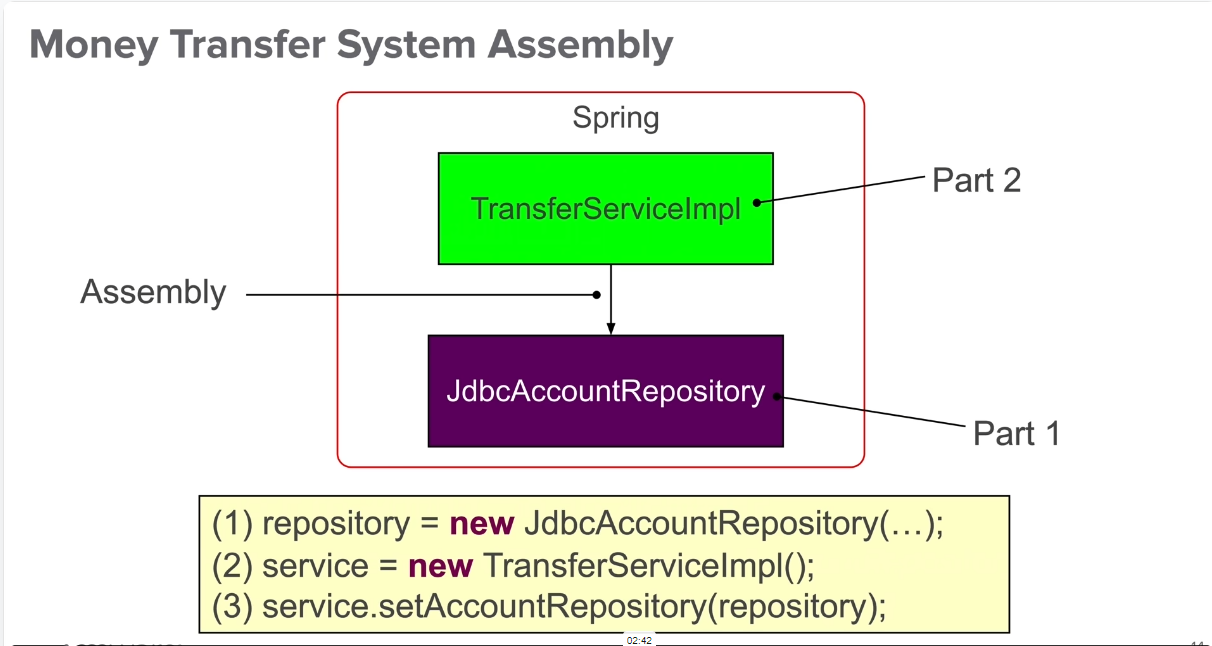 Money Transfer System Assembly
Spring
TransferServiceImpl
Part 2
Assembly
JdbcAccountRepository
Part 1
(1) repository = new JdbcAccountRepository(…);
(2) service = new TransferServiceImpl();
(3) service.setAccountRepository(repository);
02:42